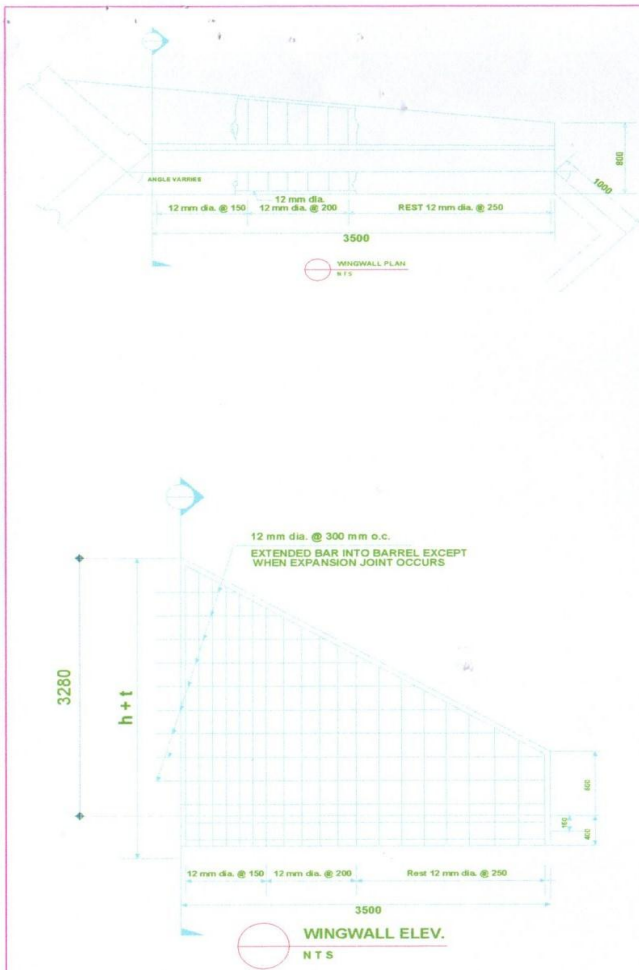 ANGLE VARRIES
800
1000
12 mm dia.
12 mm dia. @ 150
12 mm dia. @ 200
REST 12 mm dia. @ 250
3500
WINGWALL PLAN
N T S
12 mm dia. @ 300 mm o.c.
EXTENDED BAR INTO BARREL EXCEPT
WHEN EXPANSION JOINT OCCURS
3280
h + t
400
12 mm dia. @ 150
12 mm dia. @ 200
Rest 12 mm dia. @ 250
3500
WINGWALL ELEV.
N T S